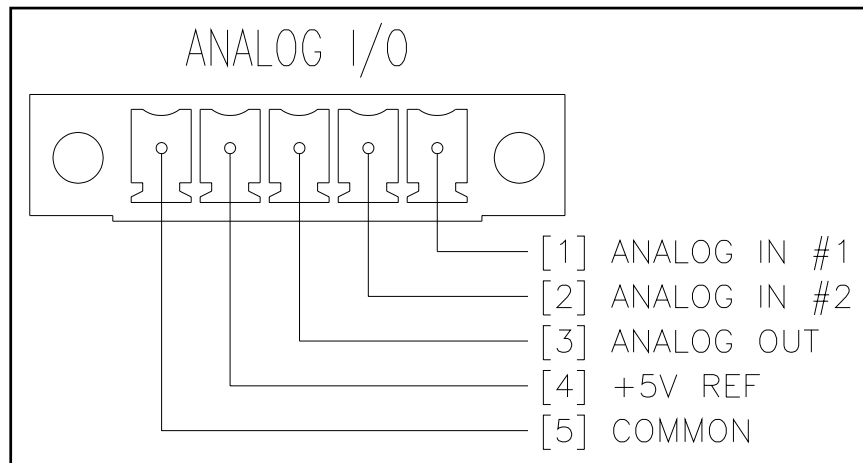 ANALOG I/O
[1] ANALOG IN #1
[2] ANALOG IN #2
[3] ANALOG OUT
[4] +5V REF
[5] COMMON